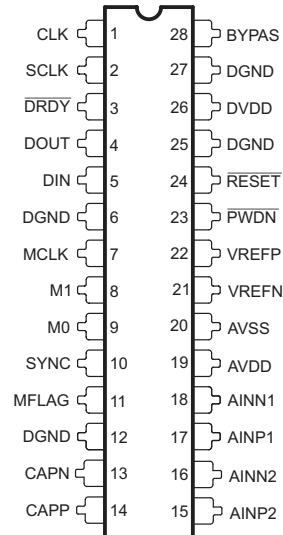 CLK 1 28 BYPAS
SCLK 2 27 DGND
DRDY 3 26 DVDD
DOUT 4 25 DGND
DIN 5 24 RESET
DGND 6 23 PWDN
MCLK 7 22 VREFP
M1 8 21 VREFN
M0 9 20 AVSS
SYNC 10 19 AVDD
MFLAG 11 18 AINN1
DGND 12 17 AINP1
CAPN 13 16 AINN2
CAPP 14 15 AINP2